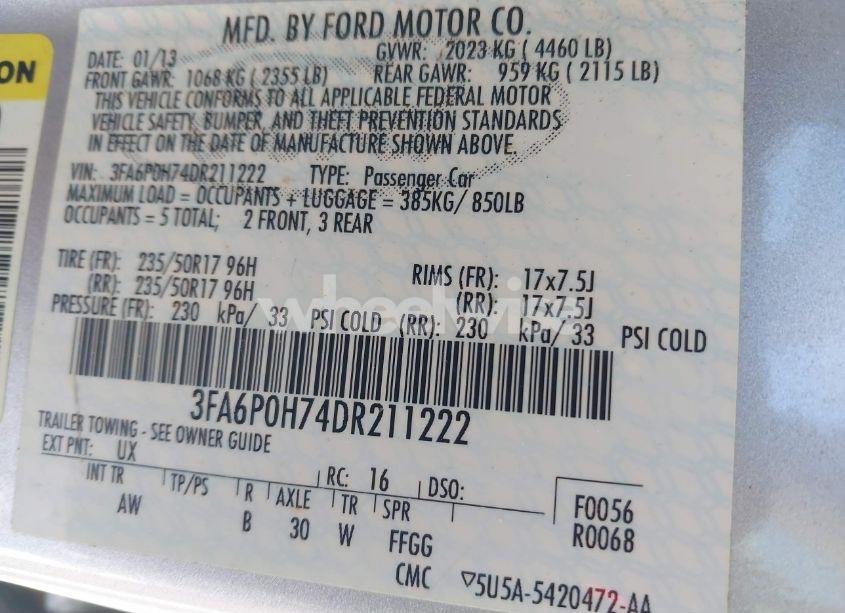 ON
MFD. BY FORD MOTOR CO.
DATE: 01/13 GVWR: 2023 KG ( 4460 LB)
FRONT GAWR: 1068 KG ( 2355 LB) REAR GAWR: 959 KG ( 2115 LB)
THIS VEHICLE CONFORMS TO ALL APPLICABLE FEDERAL MOTOR
VEHICLE SAFETY, BUMPER, AND THEFT PREVENTION STANDARDS
IN EFFECT ON THE DATE OF MANUFACTURE SHOWN ABOVE.
VIN: 3FA6P0H74DR211222 TYPE: Passenger Car
MAXIMUM LOAD = OCCUPANTS + LUGGAGE = 385KG/ 850LB
OCCUPANTS = 5 TOTAL; 2 FRONT, 3 REAR
TIRE (FR): 235/50R17 96H RIMS (FR): 17x7.5J
(RR): 235/50R17 96H (RR): 17x7.5J
PRESSURE (FR): 230 kPa/ 33 PSI COLD (RR): 230 kPa/ 33 PSI COLD
3FA6P0H74DR211222
TRAILER TOWING - SEE OWNER GUIDE
EXT PNT: UX RC: 16 DSO:
INT TR TP/PS R AXLE TR SPR F0056
AW B 30 W FFGG R0068
CMC ▽5U5A-5420472-AA